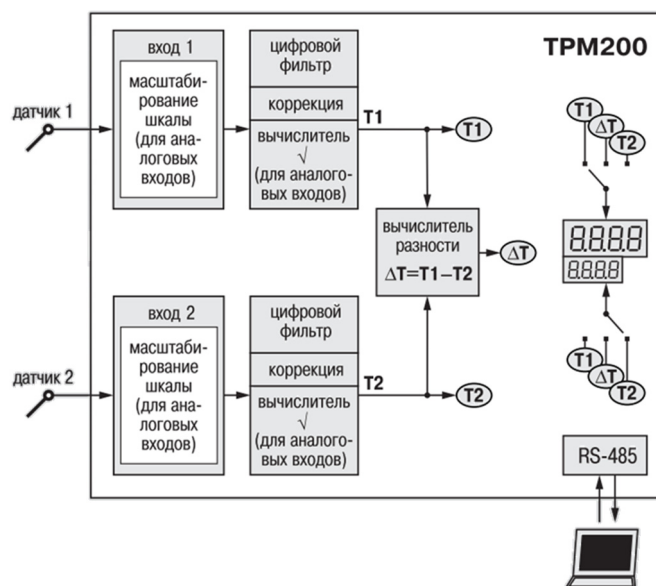 ТРМ200
датчик 1
вход 1
масштаби-
рование
шкалы
(для ана-
логовых
входов)
цифровой
фильтр
коррекция
вычислитель
√
(для аналого-
вых входов)
T1
T1
вычислитель
разности
ΔT=T1–T2
ΔT
датчик 2
вход 2
масштаби-
рование
шкалы
(для ана-
логовых
входов)
цифровой
фильтр
коррекция
вычислитель
√
(для аналого-
вых входов)
T2
T2
T1
ΔT
T2
8.8.8.8
8.8.8.8
T1
ΔT
T2
RS-485